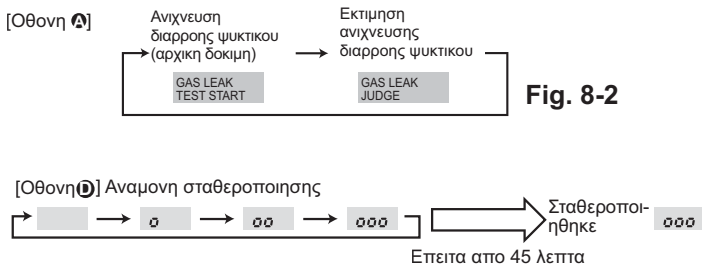 [Οθονη Ⓐ]
Ανιχνευση
διαρροης ψυκτικου
(αρχικη δοκιμη)
GAS LEAK
TEST START
Εκτιμηση
ανιχνευσης
διαρροης ψυκτικου
GAS LEAK
JUDGE
Fig. 8-2
[ΟθονηⒹ] Αναμονη σταθεροποιησης
o
oo
ooo
Σταθεροποι-
ηθηκε
ooo
Επειτα απο 45 λεπτα